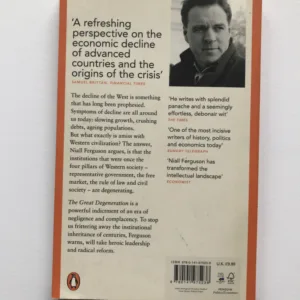 'A refreshing
perspective on the
economic decline
of advanced
countries and the
origins of the crisis'
SAMUEL BRITTAN, FINANCIAL TIMES
The decline of the West is something
that has long been prophesied.
Symptoms of decline are all around
us today: slowing growth, crushing
debts, ageing populations.
But what exactly is amiss with
Western civilization? The answer,
Niall Ferguson argues, is that the
institutions that were once the
four pillars of Western society –
representative government, the free
market, the rule of law and civil
society – are degenerating.
The Great Degeneration is a
powerful indictment of an era of
negligence and complacency. To
stop us frittering away the institutional
inheritance of centuries, Ferguson
warns, will take heroic leadership
and radical reform.
'He writes with splendid
panache and a seemingly
effortless, debonair wit'
'One of the most incisive
writers of history, politics
and economics today'
SUNDAY TELEGRAPH
'Niall Ferguson has
transformed the
intellectual landscape'
ECONOMIST